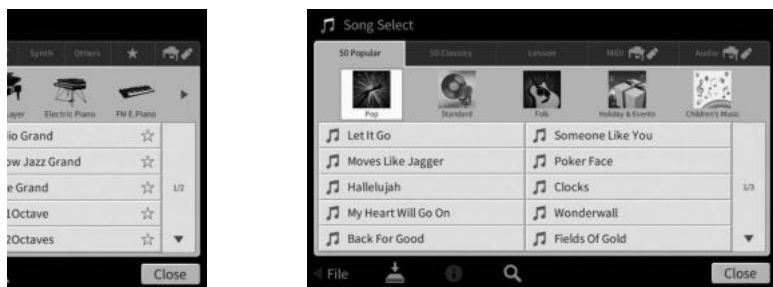 Synth Others
Layer Electric Piano FM E.Piano
io Grand
ow Jazz Grand
e Grand
1/2
1Octave
2Octaves
Close
Song Select
50 Popular 50 Classics Lesson MIDI Audio
Pop Standard Folk Holiday & Events Children's Music
Let It Go Someone Like You
Moves Like Jagger Poker Face
Hallelujah Clocks
1/3
My Heart Will Go On Wonderwall
Back For Good Fields Of Gold
File Close